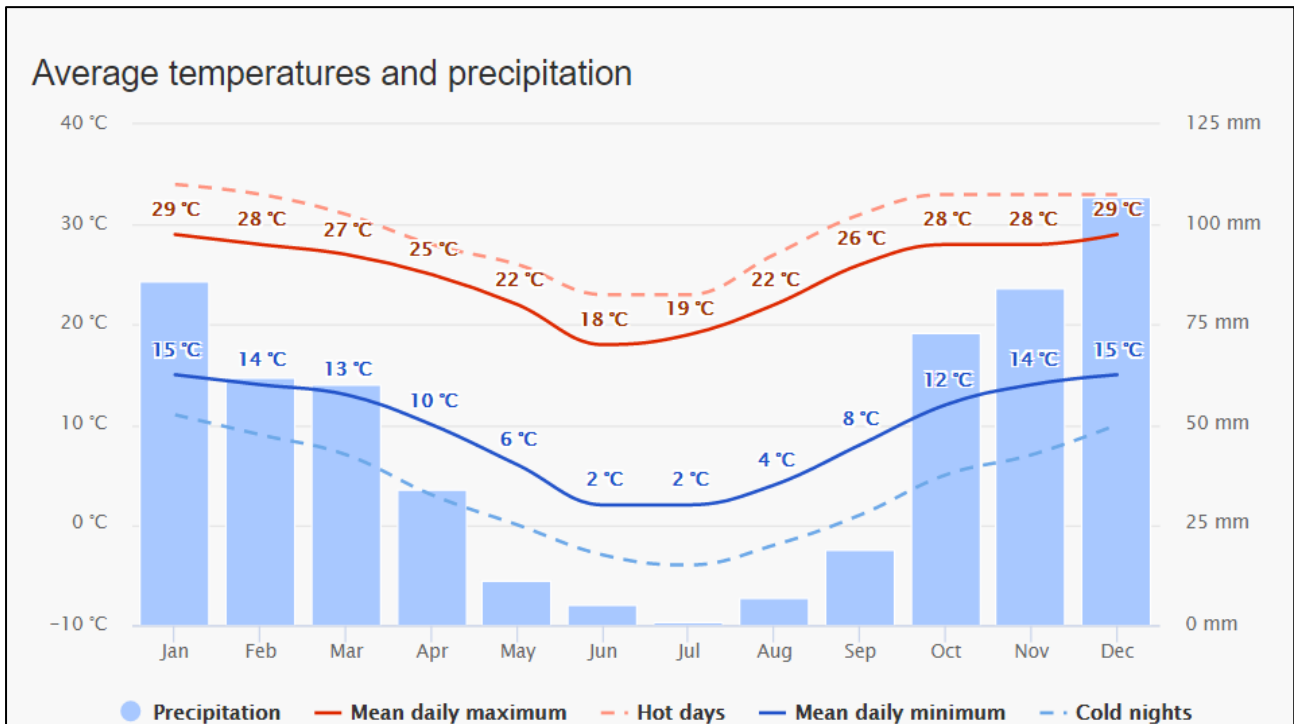 Average temperatures and precipitation
40 °C
125 mm
29 °C
28 °C
27 °C
25 °C
22 °C
18 °C
19 °C
22 °C
26 °C
28 °C
28 °C
29 °C
30 °C
100 mm
20 °C
75 mm
15 °C
14 °C
13 °C
10 °C
6 °C
2 °C
2 °C
4 °C
8 °C
12 °C
14 °C
15 °C
10 °C
50 mm
0 °C
25 mm
−10 °C
0 mm
Jan Feb Mar Apr May Jun Jul Aug Sep Oct Nov Dec
Precipitation Mean daily maximum Hot days Mean daily minimum Cold nights